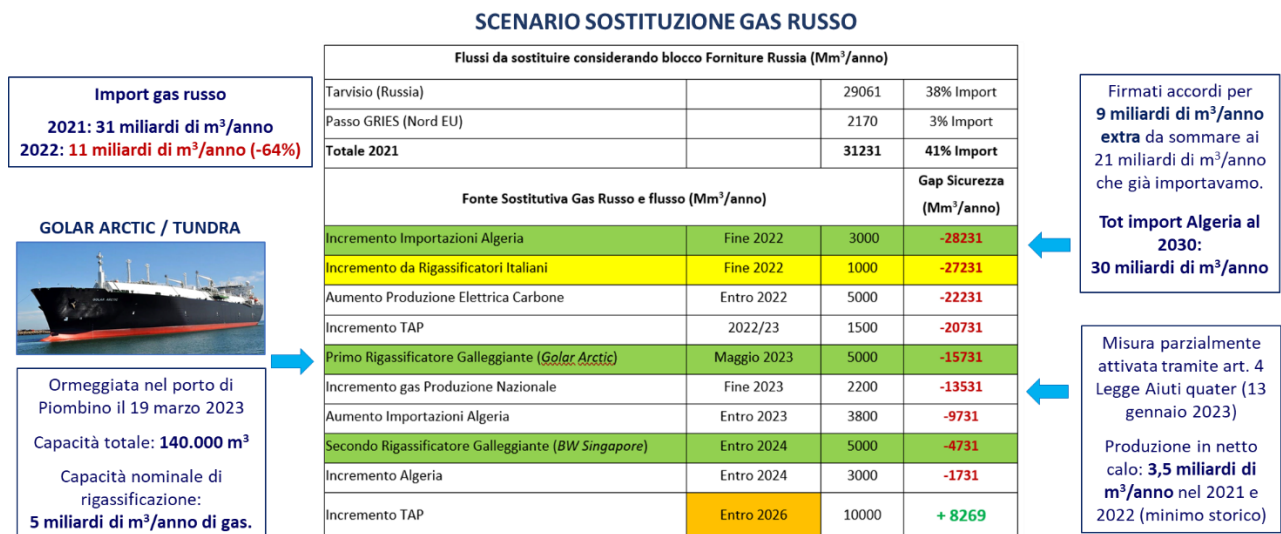 SCENARIO SOSTITUZIONE GAS RUSSO
Import gas russo
2021: 31 miliardi di m³/anno
2022: 11 miliardi di m³/anno (-64%)
GOLAR ARCTIC / TUNDRA
GOLAR ARCTIC
Ormeggiata nel porto di
Piombino il 19 marzo 2023
Capacità totale: 140.000 m³
Capacità nominale di
rigassificazione:
5 miliardi di m³/anno di gas.
Flussi da sostituire considerando blocco Forniture Russia (Mm³/anno)
Tarvisio (Russia) 29061 38% Import
Passo GRIES (Nord EU) 2170 3% Import
Totale 2021 31231 41% Import
Fonte Sostitutiva Gas Russo e flusso (Mm³/anno) Gap Sicurezza
(Mm³/anno)
Incremento Importazioni Algeria Fine 2022 3000 -28231
Incremento da Rigassificatori Italiani Fine 2022 1000 -27231
Aumento Produzione Elettrica Carbone Entro 2022 5000 -22231
Incremento TAP 2022/23 1500 -20731
Primo Rigassificatore Galleggiante (Golar Arctic) Maggio 2023 5000 -15731
Incremento gas Produzione Nazionale Fine 2023 2200 -13531
Aumento Importazioni Algeria Entro 2023 3800 -9731
Secondo Rigassificatore Galleggiante (BW Singapore) Entro 2024 5000 -4731
Incremento Algeria Entro 2024 3000 -1731
Incremento TAP Entro 2026 10000 + 8269
Firmati accordi per
9 miliardi di m³/anno
extra da sommare ai
21 miliardi di m³/anno
che già importavamo.
Tot import Algeria al
2030:
30 miliardi di m³/anno
Misura parzialmente
attivata tramite art. 4
Legge Aiuti quater (13
gennaio 2023)
Produzione in netto
calo: 3,5 miliardi di
m³/anno nel 2021 e
2022 (minimo storico)